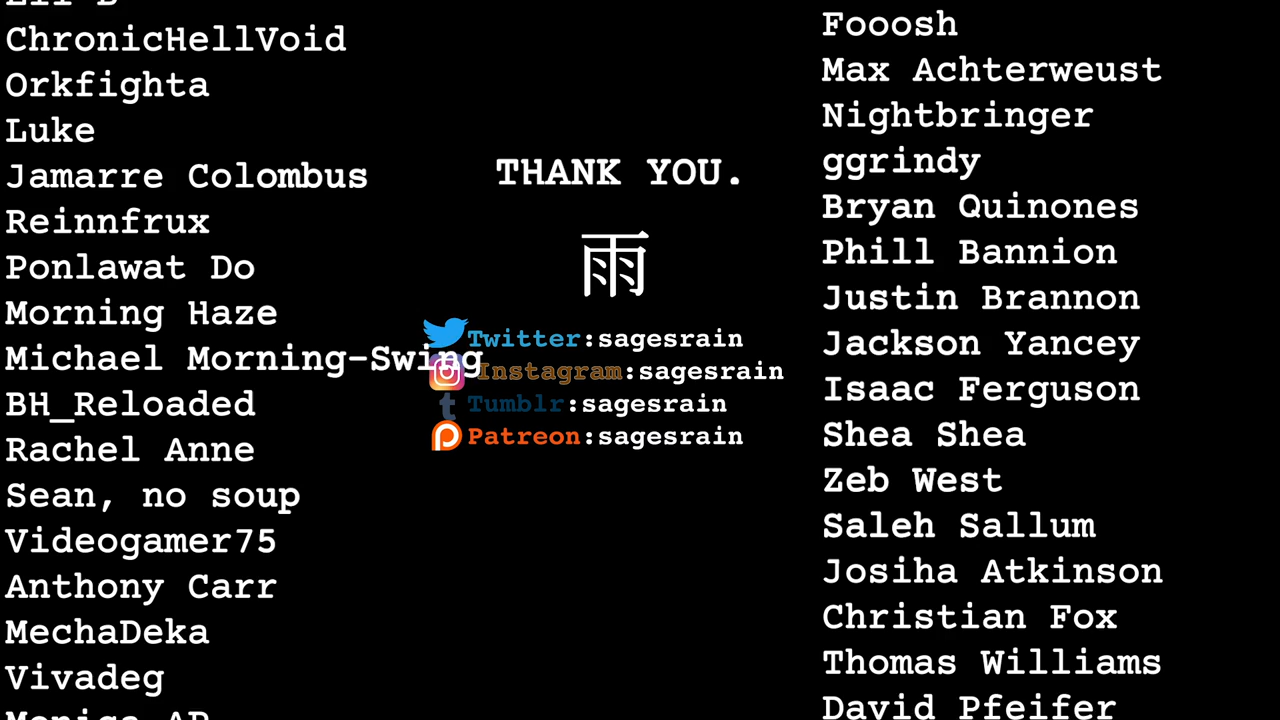 ChronicHellVoid
Orkfighta
Luke
Jamarre Colombus
Reinnfrux
Ponlawat Do
Morning Haze
Michael Morning-Swing
BH_Reloaded
Rachel Anne
Sean, no soup
Videogamer75
Anthony Carr
MechaDeka
Vivadeg
THANK YOU.
雨
Twitter:sagesrain
Instagram:sagesrain
Tumblr:sagesrain
Patreon:sagesrain
Fooosh
Max Achterweust
Nightbringer
ggrindy
Bryan Quinones
Phill Bannion
Justin Brannon
Jackson Yancey
Isaac Ferguson
Shea Shea
Zeb West
Saleh Sallum
Josiha Atkinson
Christian Fox
Thomas Williams
David Pfeifer